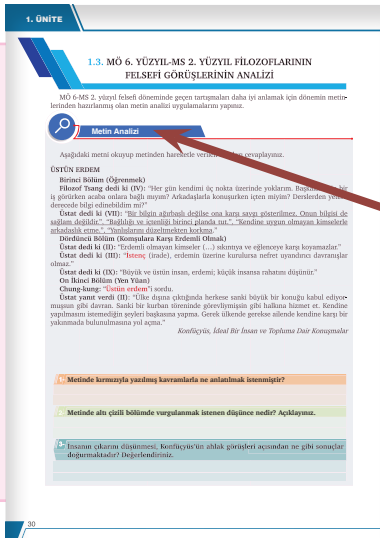 1. ÜNİTE
1.3. MÖ 6. YÜZYIL-MS 2. YÜZYIL FİLOZOFLARININ
FELSEFİ GÖRÜŞLERİNİN ANALİZİ
MÖ 6-MS 2. yüzyıl felsefi döneminde geçen tartışmaları daha iyi anlamak için dönemin metin-
lerinden hazırlanmış olan metin analizi uygulamalarını yapınız.
Metin Analizi
Aşağıdaki metni okuyup metinden hareketle cevaplayınız.
ÜSTÜN ERDEM
Birinci Bölüm (Öğrenmek)
Filozof Tsang dedi ki (IV): “Her gün kendimi üç nokta üzerinde yoklarım. bir
iş görürken acaba onlara bağlı mıyım? Arkadaşlarla konuşurken içten miyim? Derslerden
derecede bilgi edinebildim mi?”
Üstat dedi ki (VII): “Bir bilgin ağırbaşlı değilse ona karşı saygı gösterilmez. Onun bilgisi de
sağlam değildir.”, “Bağlılığı ve içtenliği birinci planda tut.”, “Kendine uygun olmayan kimselerle
arkadaşlık etme.”, “Yanlışlarını düzeltmekten korkma.”
Dördüncü Bölüm (Komşulara Karşı Erdemli Olmak)
Üstat dedi ki (II): “Erdemli olmayan kimseler (…) sıkıntıya ve eğlenceye karşı koyamazlar.”
Üstat dedi ki (III): “İstenç (irade), erdemin üzerine kurulursa nefret uyandırıcı davranışlar
olmaz.”
Üstat dedi ki (IX): “Büyük ve üstün insan, erdemi; küçük insansa rahatını düşünür.”
On İkinci Bölüm (Yen Yüan)
Chung-kung: “Üstün erdem”i sordu.
Üstat yanıt verdi (II): “Ülke dışına çıktığında herkese sanki büyük bir konuğu kabul ediyor-
muşsun gibi davran. Sanki bir kurban töreninde görevliymişsin gibi halkına hizmet et. Kendine
yapılmasını istemediğin şeyleri başkasına yapma. Gerek ülkende gerekse ailende kendine karşı bir
yakınmada bulunulmasına yol açma.”
Konfüçyüs, İdeal Bir İnsan ve Topluma Dair Konuşmalar
1- Metinde kırmızıyla yazılmış kavramlarla ne anlatılmak istenmiştir?
2- Metinde altı çizili bölümde vurgulanmak istenen düşünce nedir? Açıklayınız.
3- İnsanın çıkarını düşünmesi, Konfüçyüs’ün ahlak görüşleri açısından ne gibi sonuçlar
doğurmaktadır? Değerlendiriniz.
30